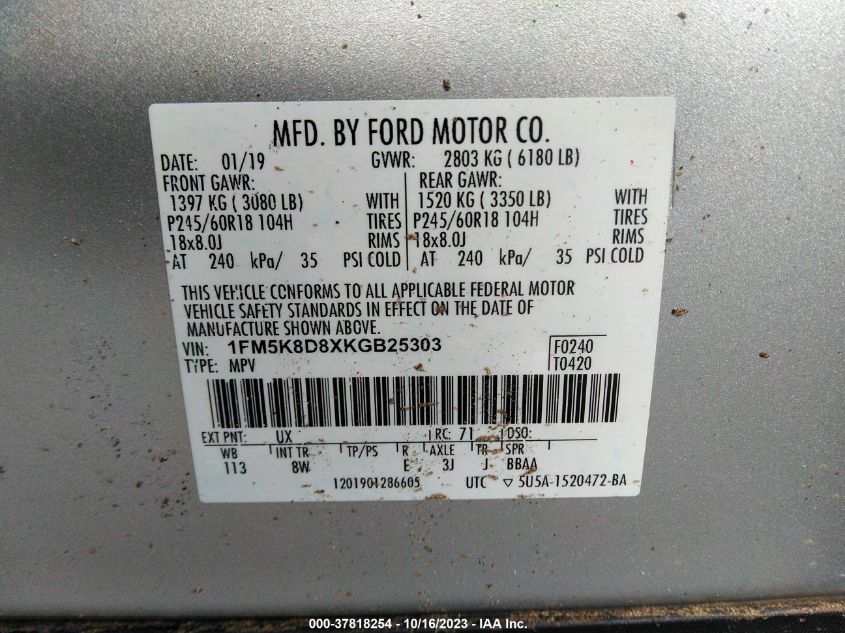 MFD. BY FORD MOTOR CO.
DATE: 01/19 GVWR: 2803 KG ( 6180 LB)
FRONT GAWR: REAR GAWR:
1397 KG ( 3080 LB) WITH 1520 KG ( 3350 LB) WITH
P245/60R18 104H TIRES P245/60R18 104H TIRES
18x8.0J RIMS 18x8.0J RIMS
AT 240 kPa/ 35 PSI COLD AT 240 kPa/ 35 PSI COLD
THIS VEHICLE CONFORMS TO ALL APPLICABLE FEDERAL MOTOR
VEHICLE SAFETY STANDARDS IN EFFECT ON THE DATE OF
MANUFACTURE SHOWN ABOVE.
VIN: 1FM5K8D8XKGB25303 F0240
TYPE: MPV T0420
EXT PNT: UX RC: 71 DSO:
WB INT TR TP/PS R AXLE TR SPR
113 8W E 3J J BBAA
1201901286605 UTC ▽ 5U5A-1520472-BA
000-37818254 - 10/16/2023 - IAA Inc.